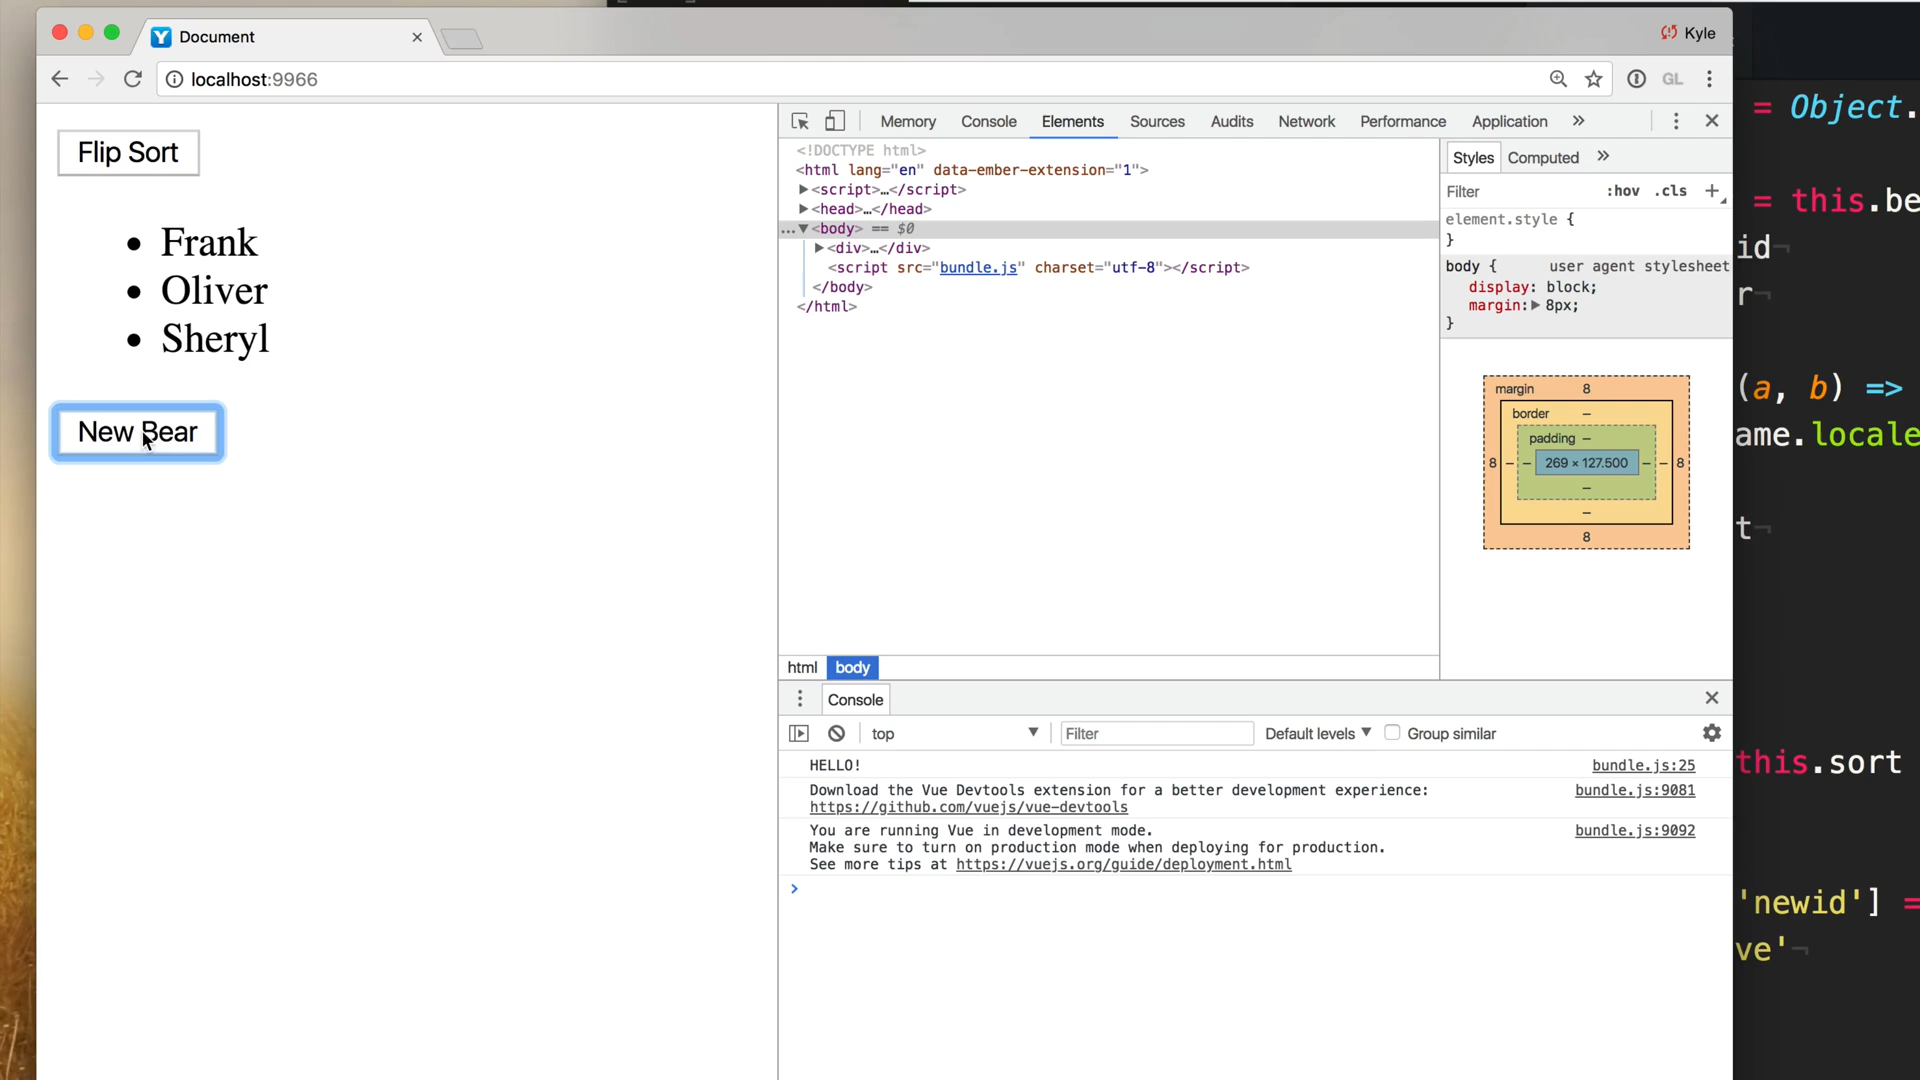 Document
Kyle
localhost:9966
GL
Flip Sort
Frank
Oliver
Sheryl
New Bear
Memory Console Elements Sources Audits Network Performance Application »
<!DOCTYPE html>
<html lang="en" data-ember-extension="1">
<script>…</script>
<head>…</head>
…<body> == $0
<div>…</div>
<script src="bundle.js" charset="utf-8"></script>
</body>
</html>
html body
Styles Computed »
Filter :hov .cls +
element.style {
}
body { user agent stylesheet
display: block;
margin: 8px;
}
margin 8
border –
padding –
8 – – 269 × 127.500 – – 8
–
–
8
Console
top Filter Default levels Group similar
HELLO! bundle.js:25
Download the Vue Devtools extension for a better development experience: bundle.js:9081
https://github.com/vuejs/vue-devtools
You are running Vue in development mode. bundle.js:9092
Make sure to turn on production mode when deploying for production.
See more tips at https://vuejs.org/guide/deployment.html
>
= Object.
= this.be
id¬
r¬
(a, b) =>
ame.locale
t¬
this.sort
'newid'] =
ve'¬